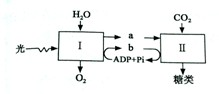 H₂O CO₂
光 I a II
b
ADP+Pi
O₂ 糖类